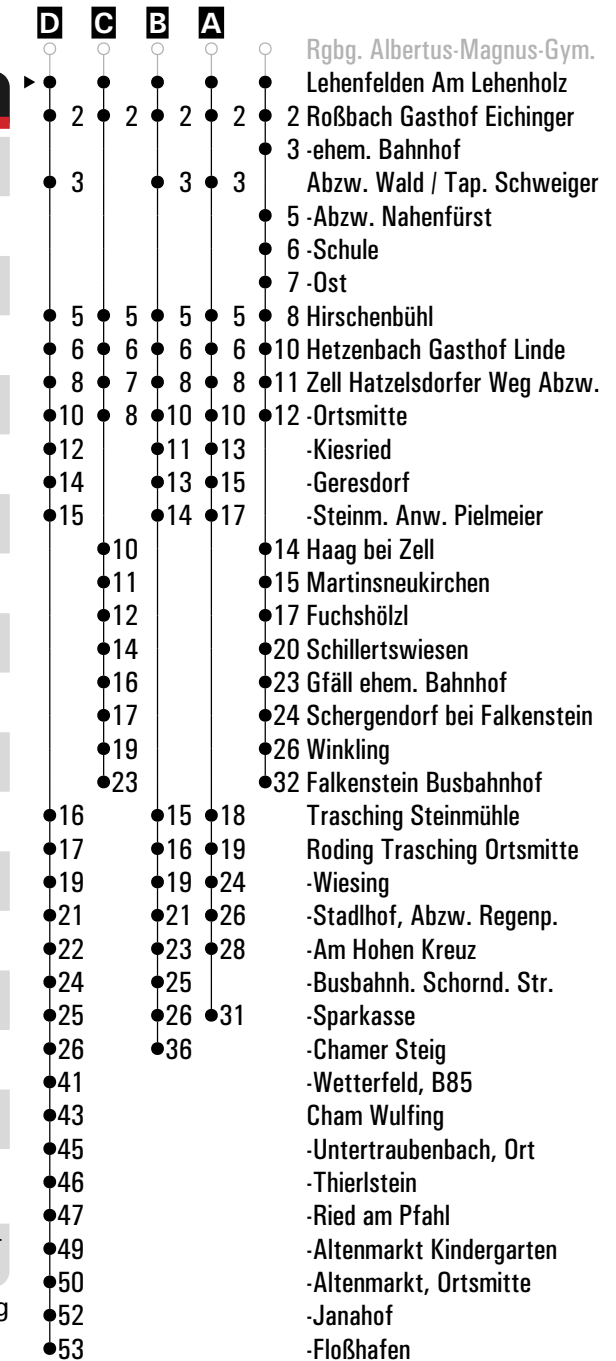 D C B A
Rgbg. Albertus-Magnus-Gym.
Lehenfelden Am Lehenholz
2 2 2 2 2 Roßbach Gasthof Eichinger
3 -ehem. Bahnhof
3 3 3 Abzw. Wald / Tap. Schweiger
5 -Abzw. Nahenfürst
6 -Schule
7 -Ost
5 5 5 5 8 Hirschenbühl
6 6 6 6 10 Hetzenbach Gasthof Linde
8 7 8 8 11 Zell Hatzelsdorfer Weg Abzw.
10 8 10 10 12 -Ortsmitte
12 11 13 -Kiesried
14 13 15 -Geresdorf
15 14 17 -Steinm. Anw. Pielmeier
10 14 Haag bei Zell
11 15 Martinsneukirchen
12 17 Fuchshölzl
14 20 Schillertswiesen
16 23 Gfäll ehem. Bahnhof
17 24 Schergendorf bei Falkenstein
19 26 Winkling
23 32 Falkenstein Busbahnhof
16 15 18 Trasching Steinmühle
17 16 19 Roding Trasching Ortsmitte
19 19 24 -Wiesing
21 21 26 -Stadlhof, Abzw. Regenp.
22 23 28 -Am Hohen Kreuz
24 25 -Busbahnh. Schornd. Str.
25 26 31 -Sparkasse
26 36 -Chamer Steig
41 -Wetterfeld, B85
43 Cham Wulfing
45 -Untertraubenbach, Ort
46 -Thierlstein
47 -Ried am Pfahl
49 -Altenmarkt Kindergarten
50 -Altenmarkt, Ortsmitte
52 -Janahof
53 -Floßhafen